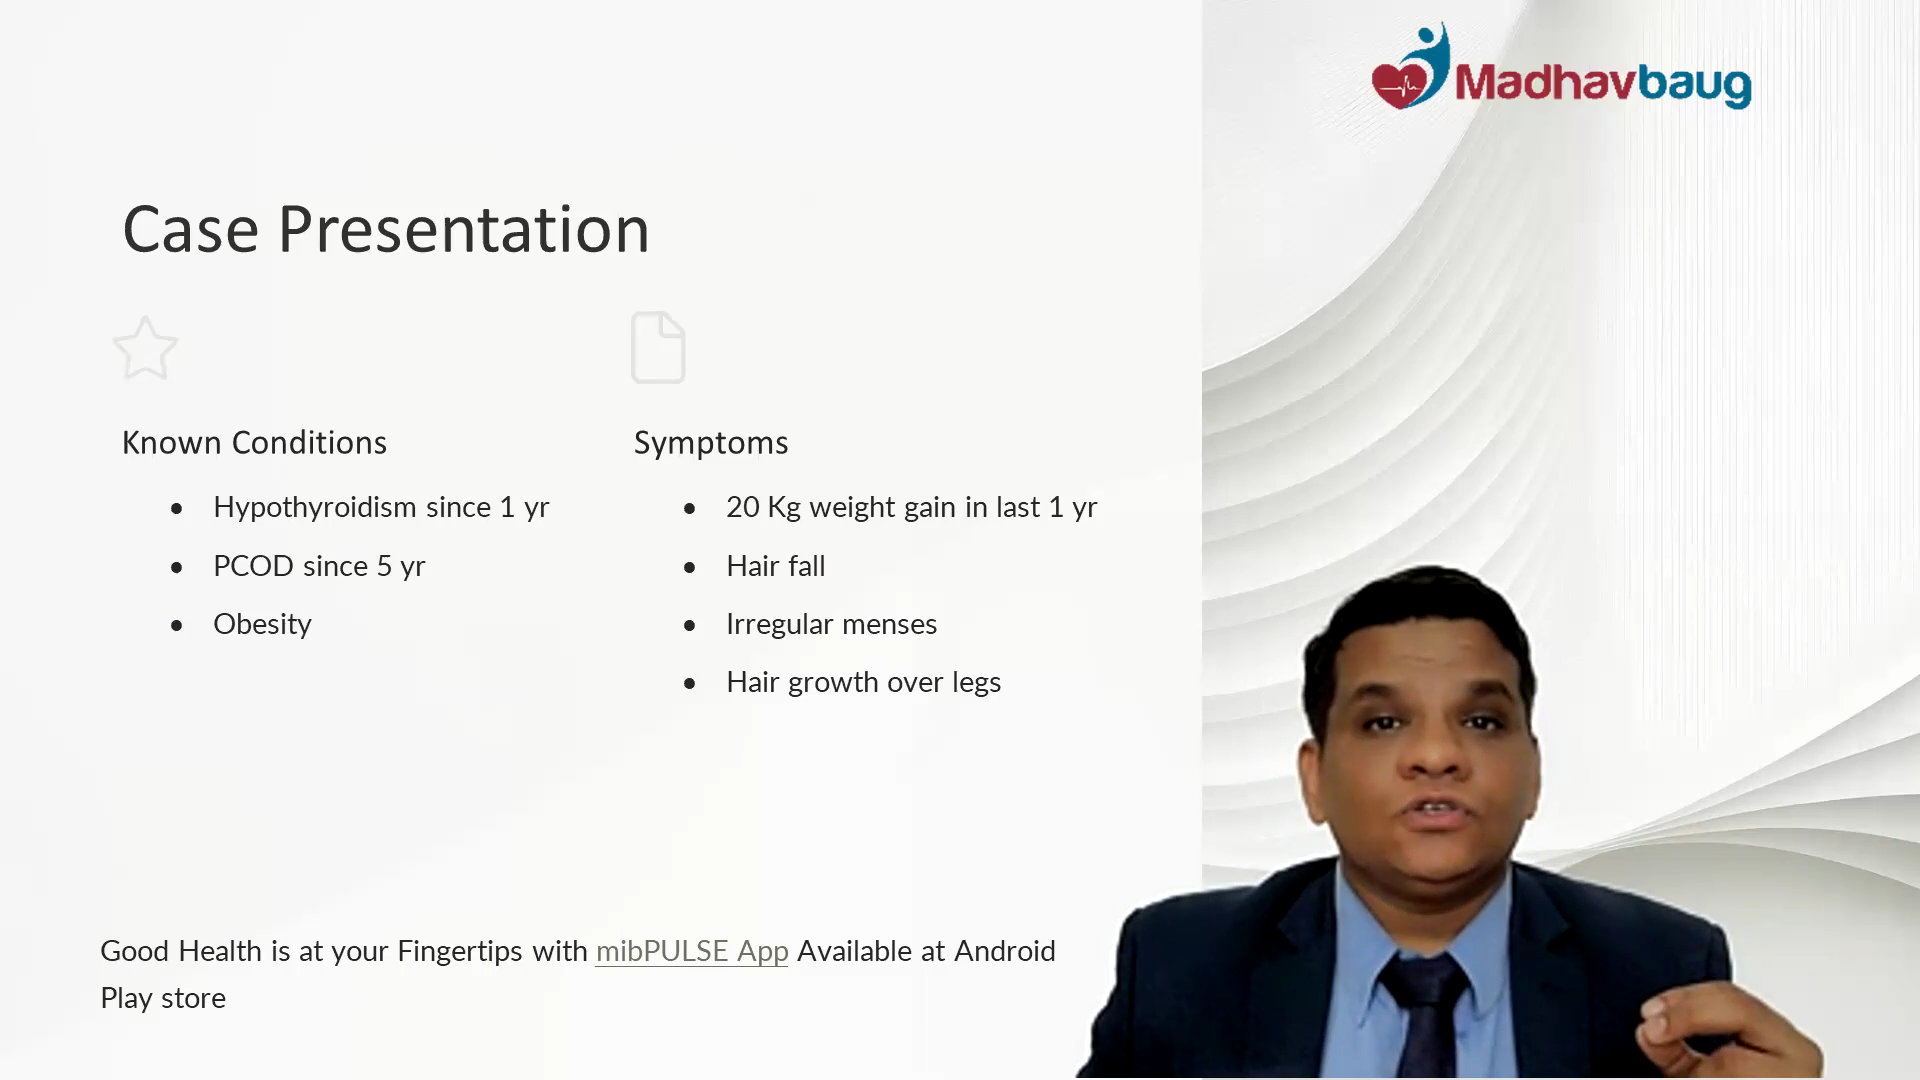 Madhavbaug
Case Presentation
Known Conditions
• Hypothyroidism since 1 yr
• PCOD since 5 yr
• Obesity
Symptoms
• 20 Kg weight gain in last 1 yr
• Hair fall
• Irregular menses
• Hair growth over legs
Good Health is at your Fingertips with mibPULSE App Available at Android
Play store